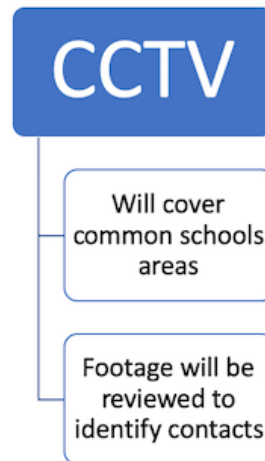 CCTV
Will cover
common schools
areas
Footage will be
reviewed to
identify contacts